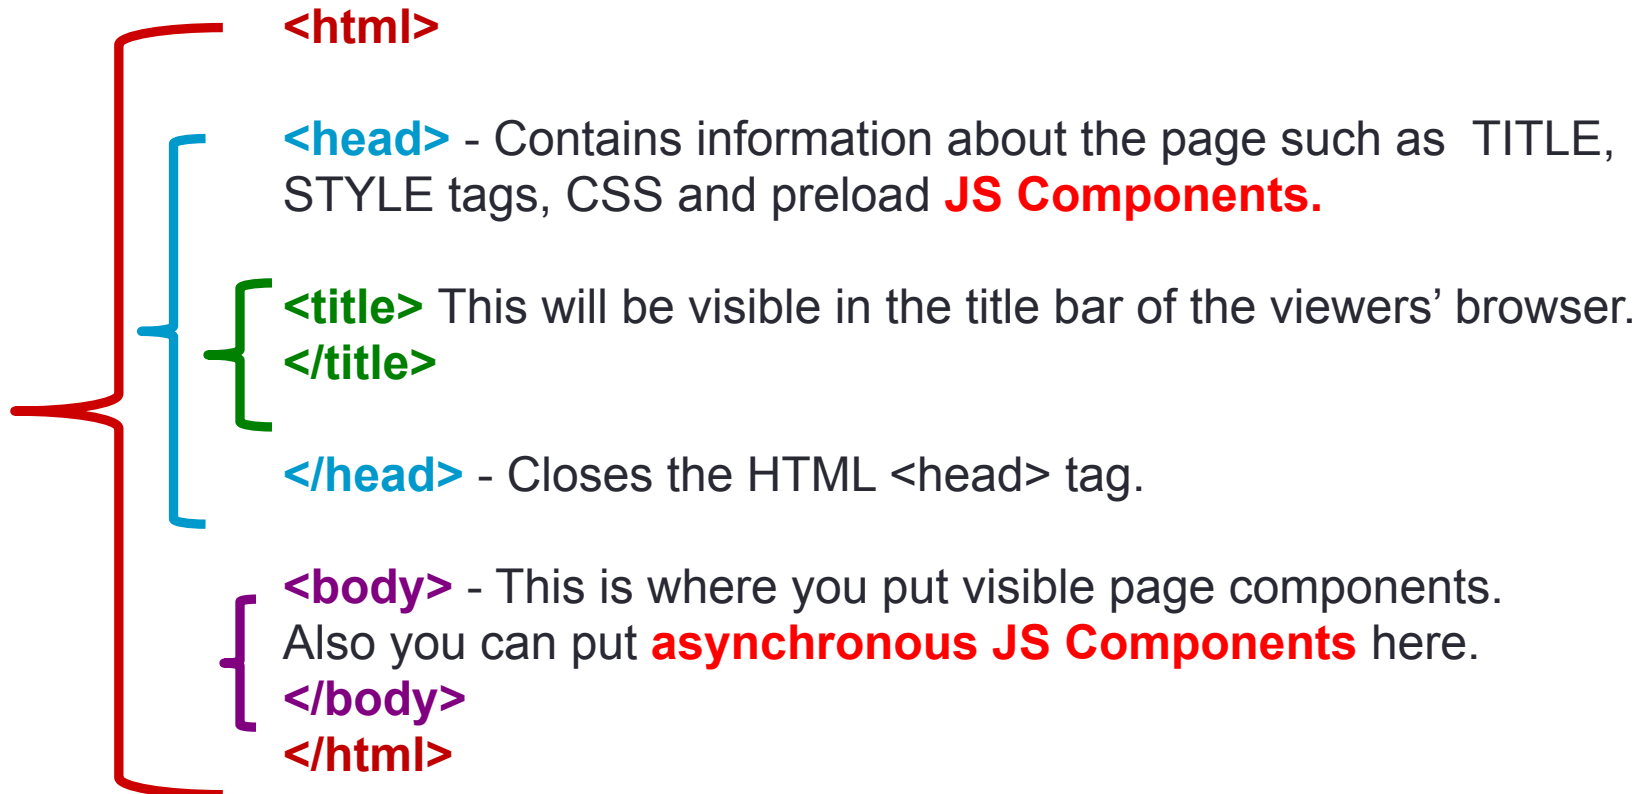 <html>
<head> - Contains information about the page such as  TITLE,
STYLE tags, CSS and preload JS Components.
<title> This will be visible in the title bar of the viewers’ browser.
</title>
</head> - Closes the HTML <head> tag.
<body> - This is where you put visible page components.
Also you can put asynchronous JS Components here.
</body>
</html>